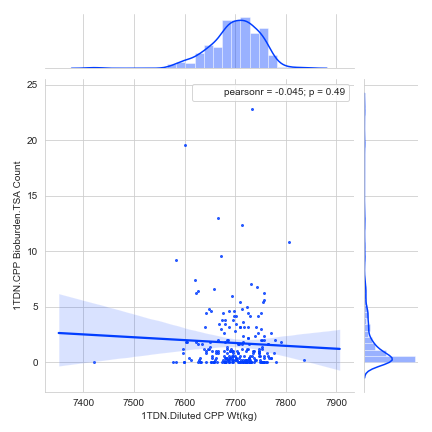 pearsonr = -0.045; p = 0.49
25
20
15
10
5
0
1TDN.CPP Bioburden.TSA Count
7400 7500 7600 7700 7800 7900
1TDN.Diluted CPP Wt(kg)